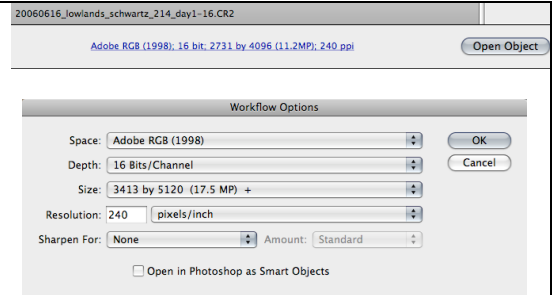 20060616_lowlands_schwartz_214_day1-16.CR2
Adobe RGB (1998); 16 bit; 2731 by 4096 (11.2MP); 240 ppi Open Object
Workflow Options
Space: Adobe RGB (1998) OK
Depth: 16 Bits/Channel Cancel
Size: 3413 by 5120 (17.5 MP) +
Resolution: 240 pixels/inch
Sharpen For: None Amount: Standard
Open in Photoshop as Smart Objects